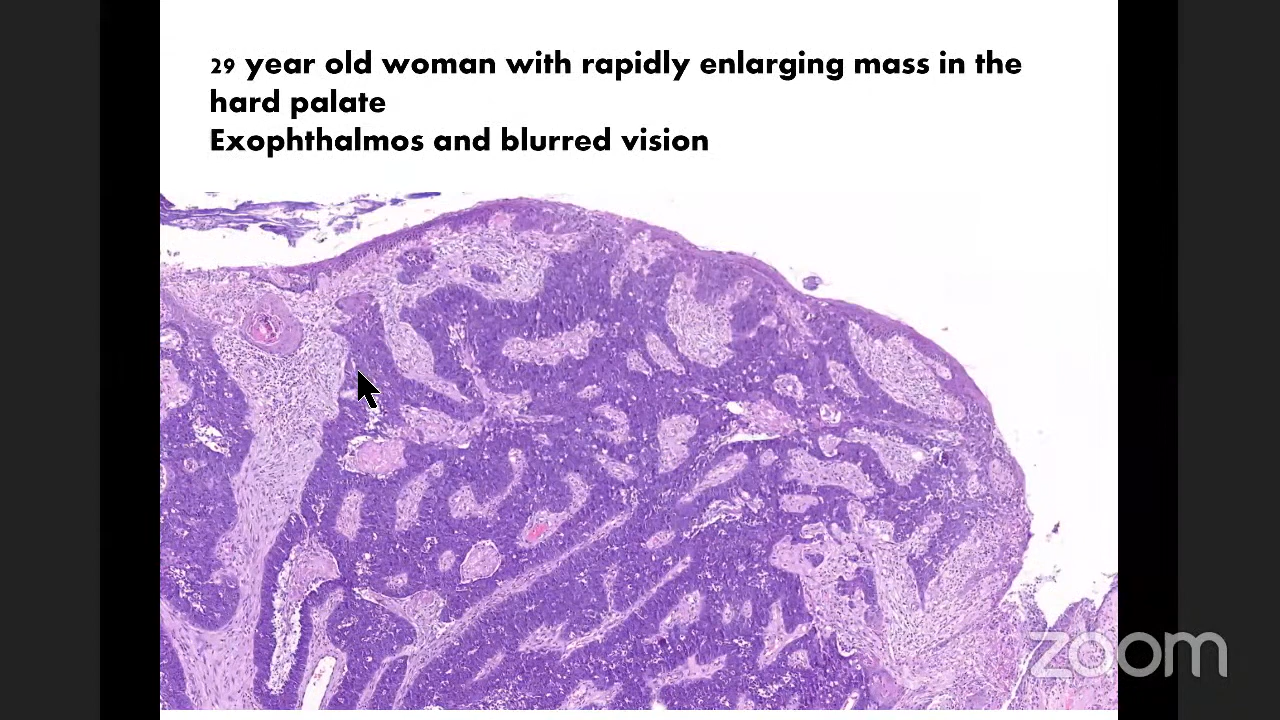 29 year old woman with rapidly enlarging mass in the
hard palate
Exophthalmos and blurred vision
zoom